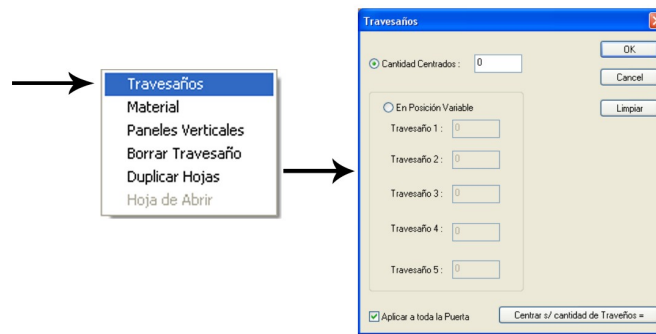 Travesaños
Material
Paneles Verticales
Borrar Travesaño
Duplicar Hojas
Hoja de Abrir
Travesaños
Cantidad Centrados : 0
OK
Cancel
Limpiar
En Posición Variable
Travesaño 1 : 0
Travesaño 2 : 0
Travesaño 3 : 0
Travesaño 4 : 0
Travesaño 5 : 0
Aplicar a toda la Puerta
Centrar s/ cantidad de Traveños =